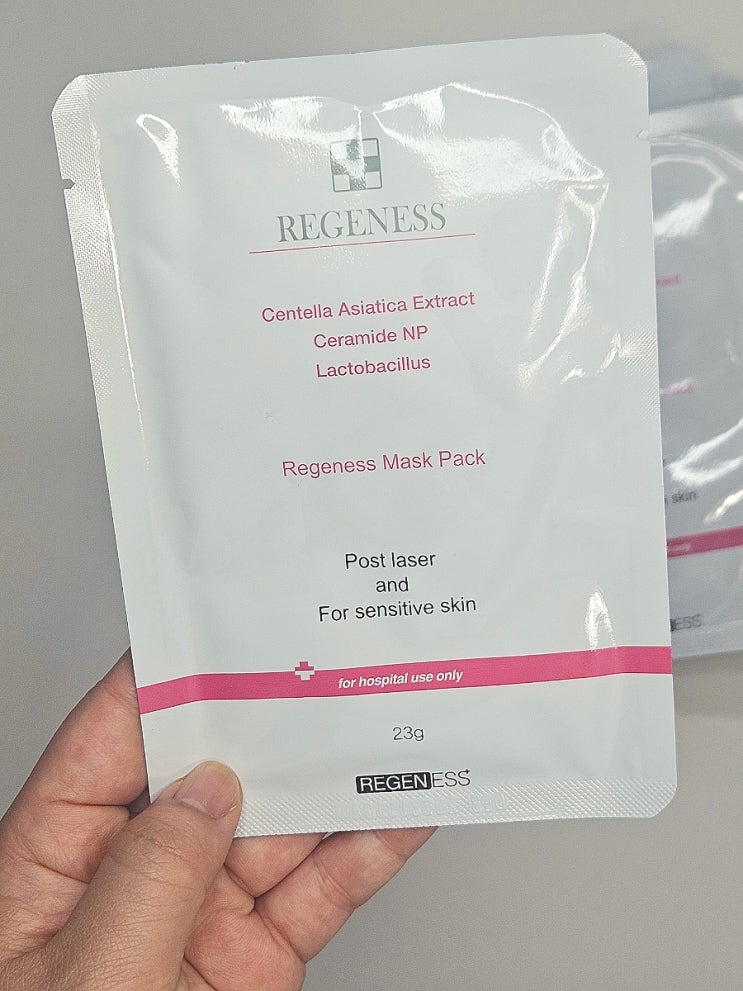 REGENESS
Centella Asiatica Extract
Ceramide NP
Lactobacillus
Regeness Mask Pack
Post laser
and
For sensitive skin
for hospital use only
23g
REGENESS
skin